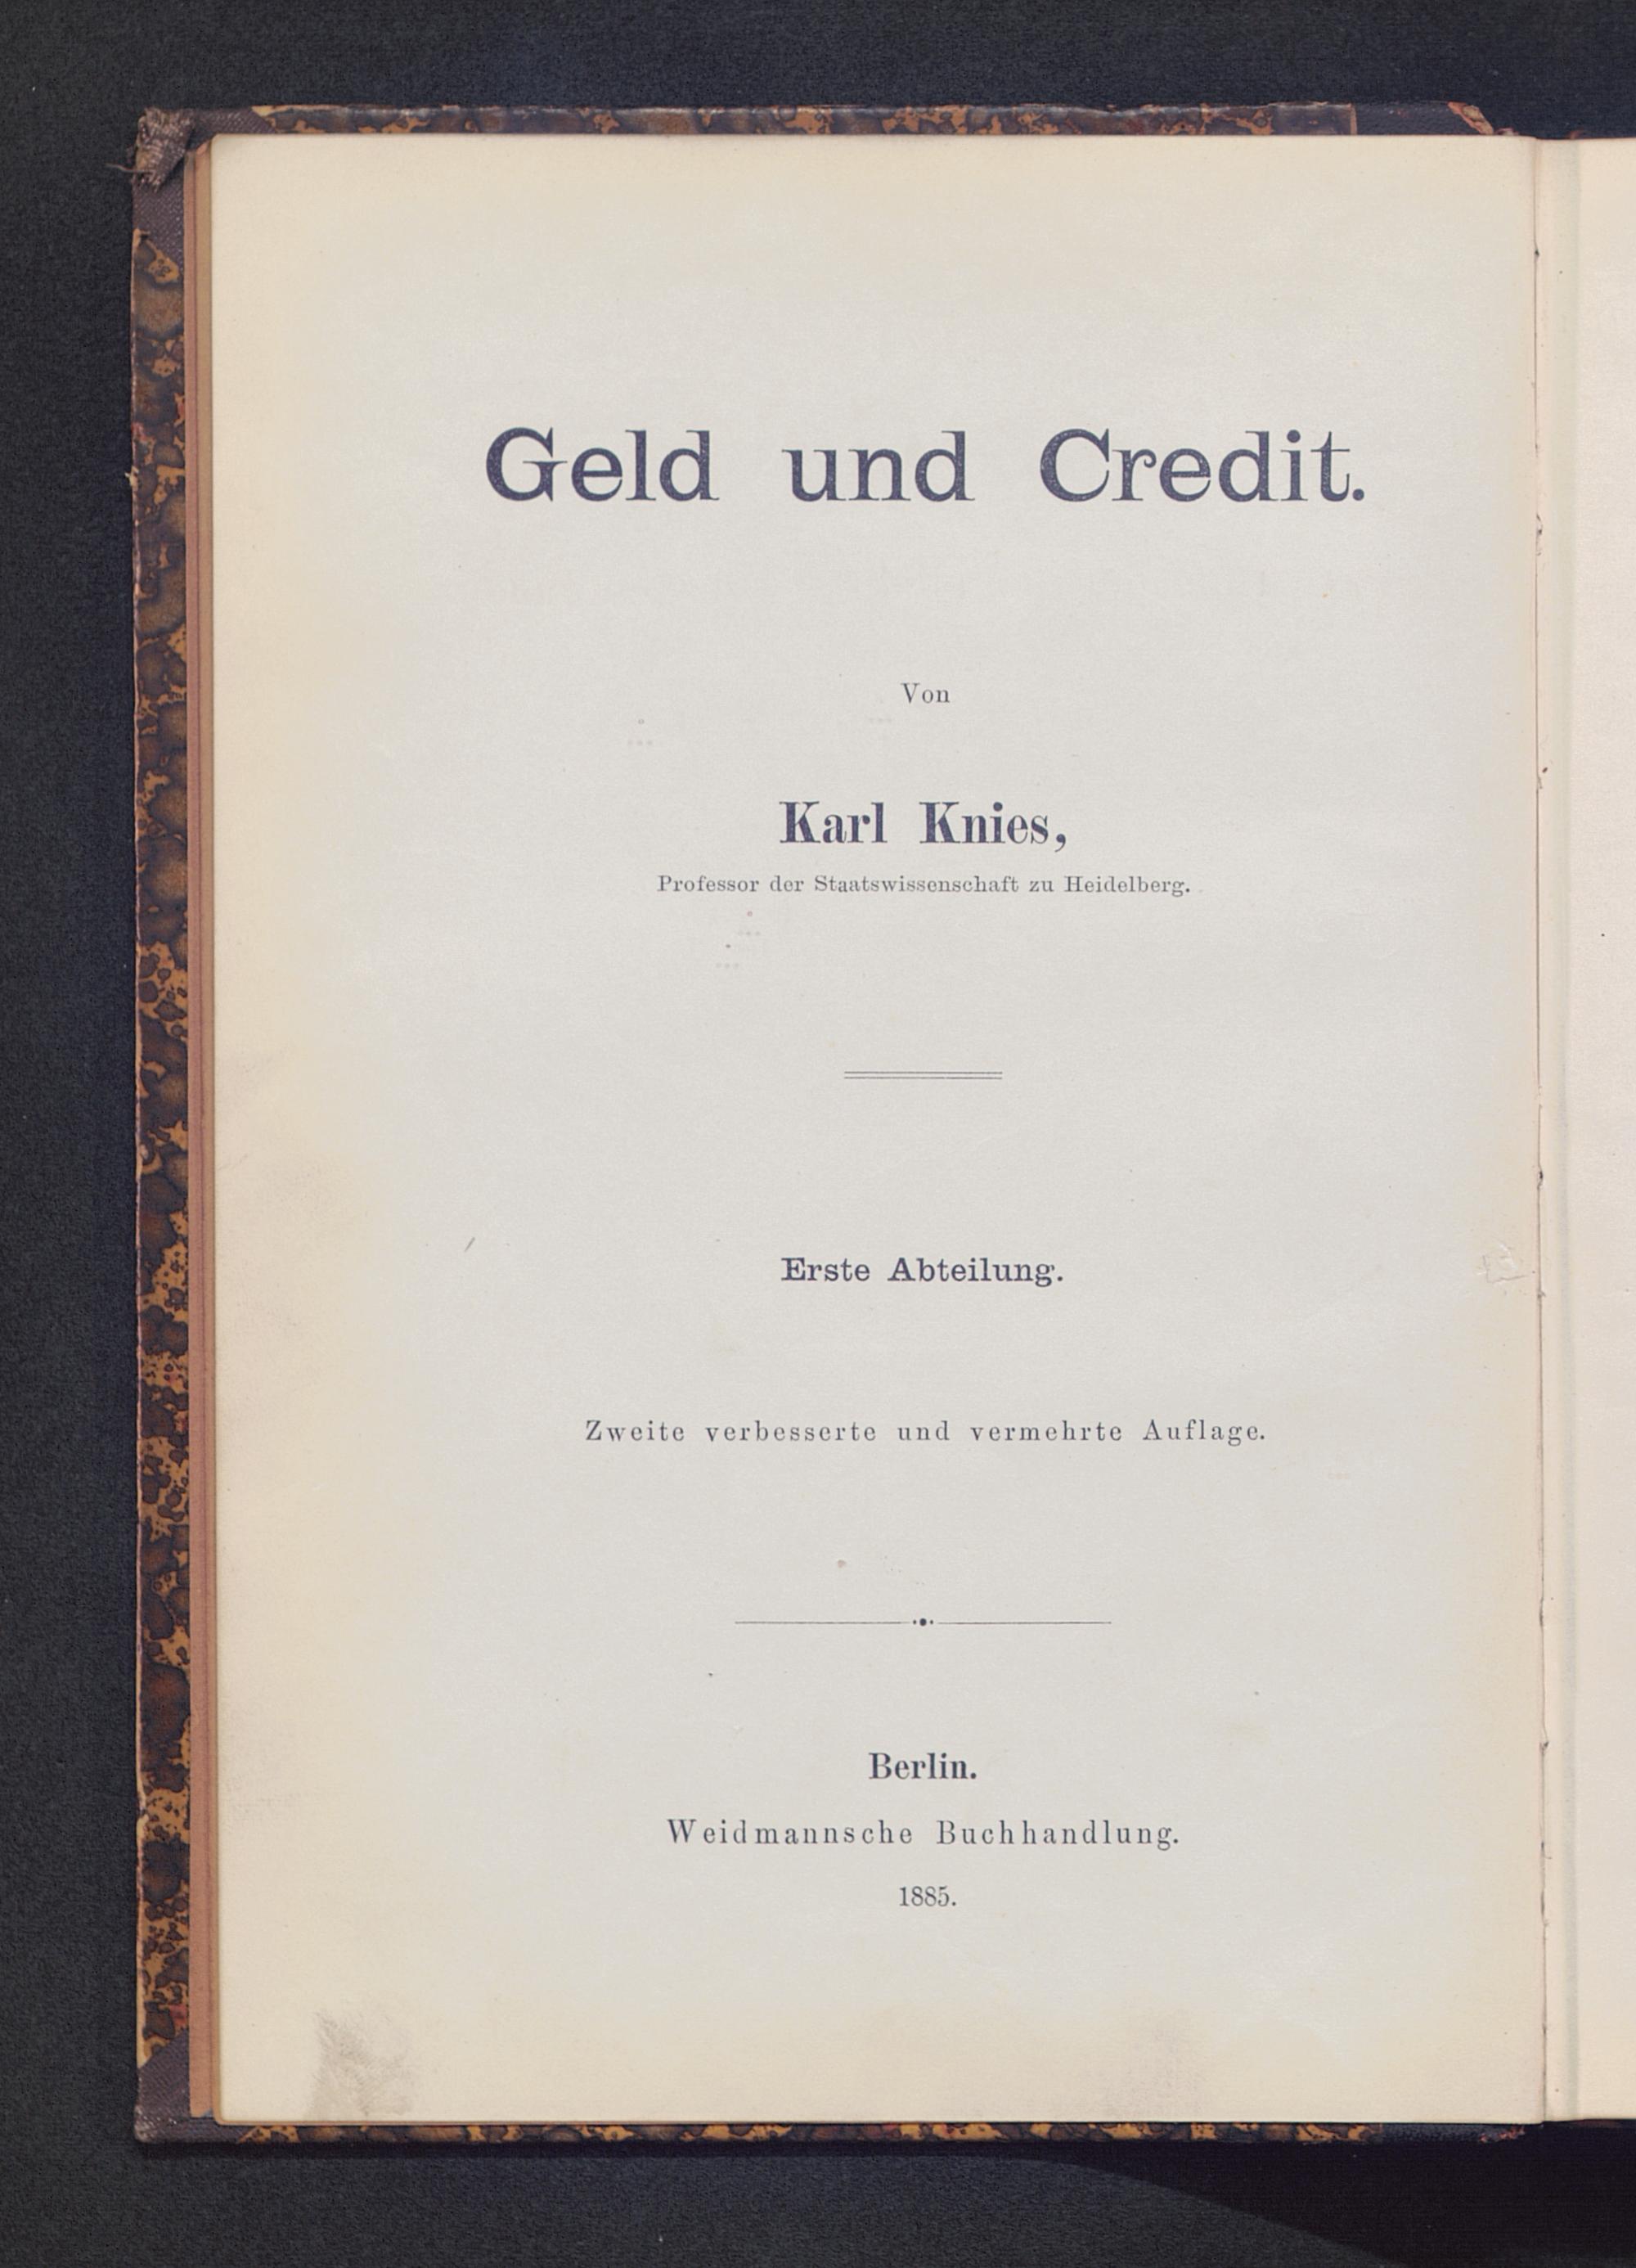 Geld und Credit.
Von
Karl Knies,
Professor der Staatswissenschaft zu Heidelberg.
Erste Abteilung.
Zweite verbesserte und vermehrte Auflage.
Berlin.
Weidmannsche Buchhandlung.
1885.